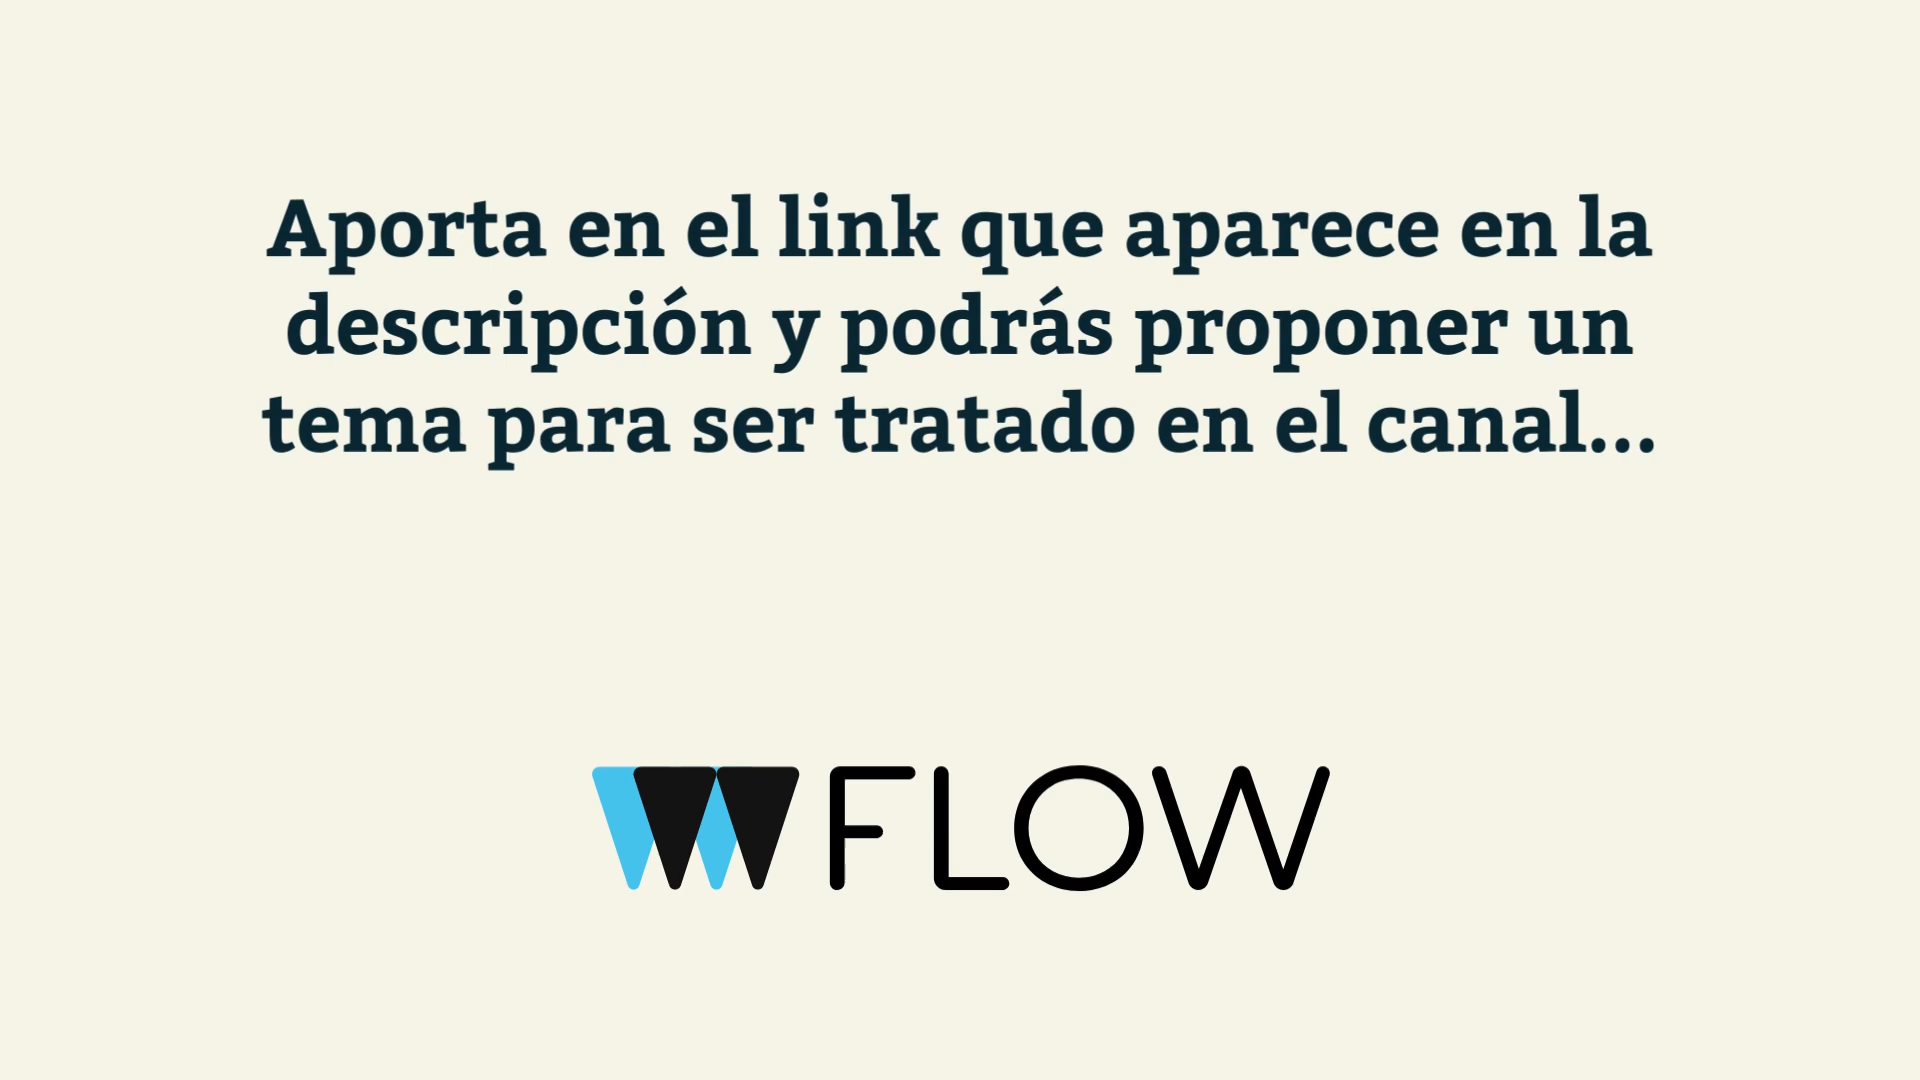 Aporta en el link que aparece en la
descripción y podrás proponer un
tema para ser tratado en el canal...
FLOW